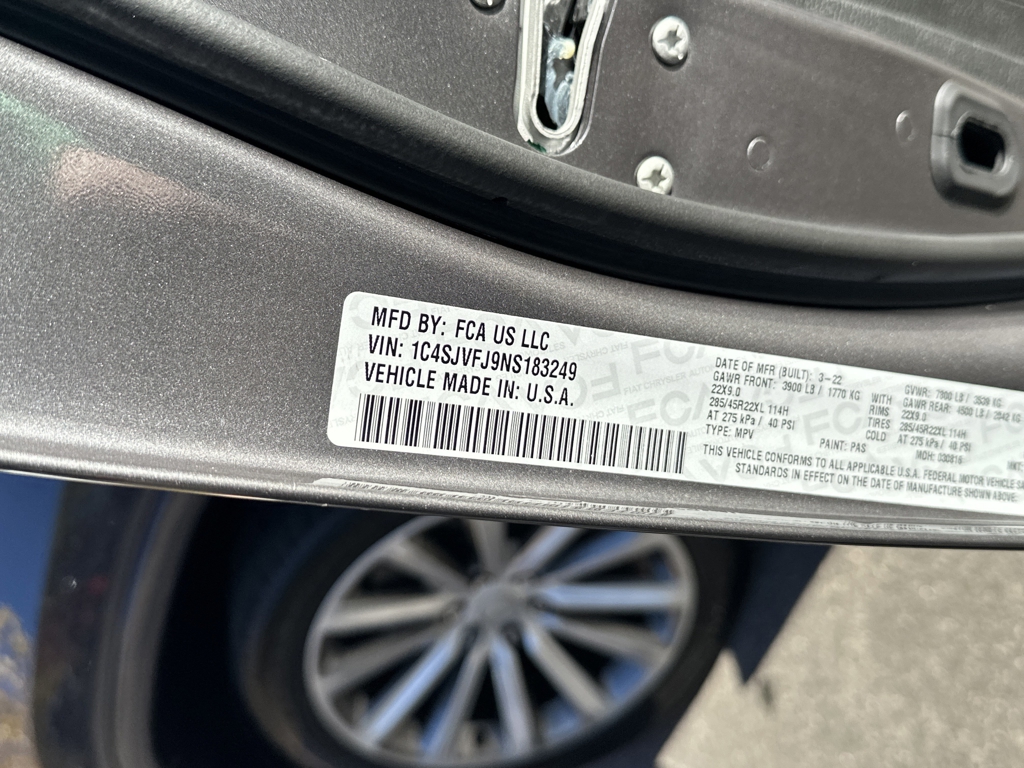 MFD BY: FCA US LLC
VIN: 1C4SJVFJ9NS183249
VEHICLE MADE IN: U.S.A.
DATE OF MFR (BUILT): 3-22
GAWR FRONT: 3900 LB / 1770 KG
22X9.0
285/45R22XL 114H
AT 275 kPa / 40 PSI
TYPE: MPV
WITH
RIMS
TIRES
COLD
GVWR: 7800 LB / 3538 KG
GAWR REAR: 4500 LB / 2042 KG
22X9.0
285/45R22XL 114H
AT 275 kPa / 40 PSI
PAINT: PAS
MDH: 030816
THIS VEHICLE CONFORMS TO ALL APPLICABLE U.S.A. FEDERAL MOTOR VEHICLE
STANDARDS IN EFFECT ON THE DATE OF MANUFACTURE SHOWN ABOVE.